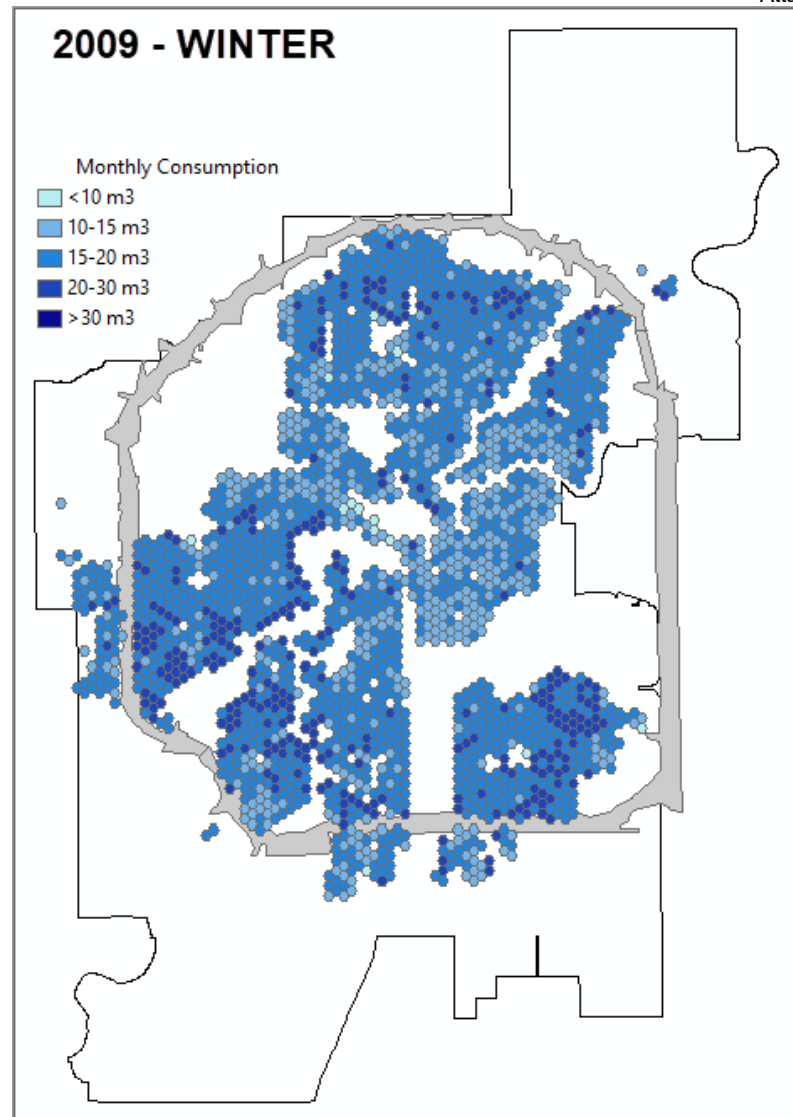 2009 - WINTER
Monthly Consumption
<10 m3
10-15 m3
15-20 m3
20-30 m3
>30 m3